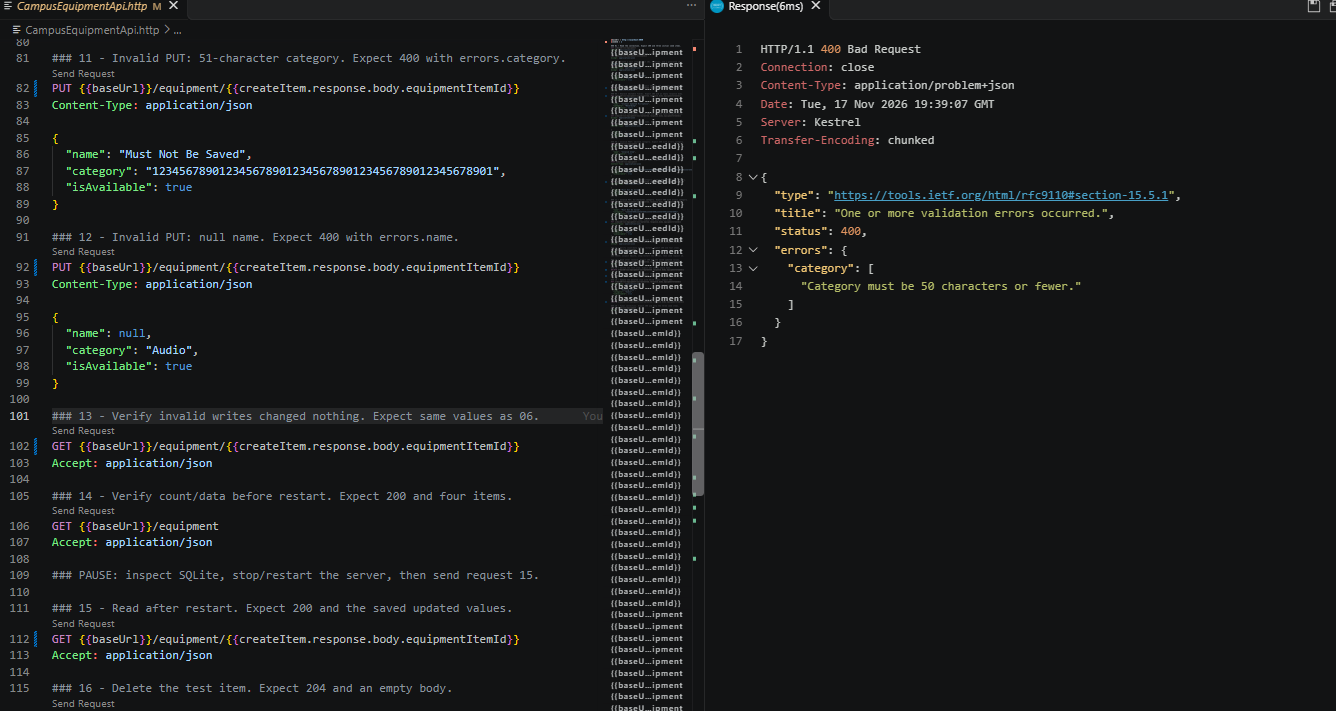 CampusEquipmentApi.http M
CampusEquipmentApi.http > ...
80
81 ### 11 - Invalid PUT: 51-character category. Expect 400 with errors.category.
Send Request
82 PUT {{baseUrl}}/equipment/{{createItem.response.body.equipmentItemId}}
83 Content-Type: application/json
84
85 {
86 "name": "Must Not Be Saved",
87 "category": "123456789012345678901234567890123456789012345678901",
88 "isAvailable": true
89 }
90
91 ### 12 - Invalid PUT: null name. Expect 400 with errors.name.
Send Request
92 PUT {{baseUrl}}/equipment/{{createItem.response.body.equipmentItemId}}
93 Content-Type: application/json
94
95 {
96 "name": null,
97 "category": "Audio",
98 "isAvailable": true
99 }
100
101 ### 13 - Verify invalid writes changed nothing. Expect same values as 06. You
Send Request
102 GET {{baseUrl}}/equipment/{{createItem.response.body.equipmentItemId}}
103 Accept: application/json
104
105 ### 14 - Verify count/data before restart. Expect 200 and four items.
Send Request
106 GET {{baseUrl}}/equipment
107 Accept: application/json
108
109 ### PAUSE: inspect SQLite, stop/restart the server, then send request 15.
110
111 ### 15 - Read after restart. Expect 200 and the saved updated values.
Send Request
112 GET {{baseUrl}}/equipment/{{createItem.response.body.equipmentItemId}}
113 Accept: application/json
114
115 ### 16 - Delete the test item. Expect 204 and an empty body.
Send Request
Response(6ms)
1 HTTP/1.1 400 Bad Request
2 Connection: close
3 Content-Type: application/problem+json
4 Date: Tue, 17 Nov 2026 19:39:07 GMT
5 Server: Kestrel
6 Transfer-Encoding: chunked
7
8 {
9 "type": "https://tools.ietf.org/html/rfc9110#section-15.5.1",
10 "title": "One or more validation errors occurred.",
11 "status": 400,
12 "errors": {
13 "category": [
14 "Category must be 50 characters or fewer."
15 ]
16 }
17 }